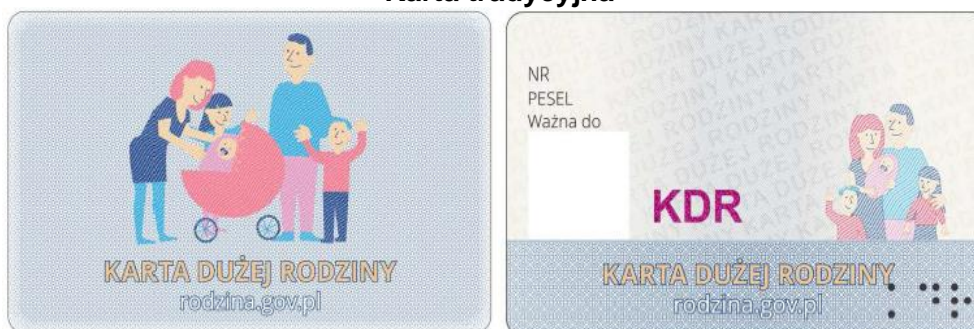 Karta tradycyjna
KARTA DUŻEJ RODZINY
rodzina.gov.pl
NR
PESEL
Ważna do
KDR
KARTA DUŻEJ RODZINY
rodzina.gov.pl